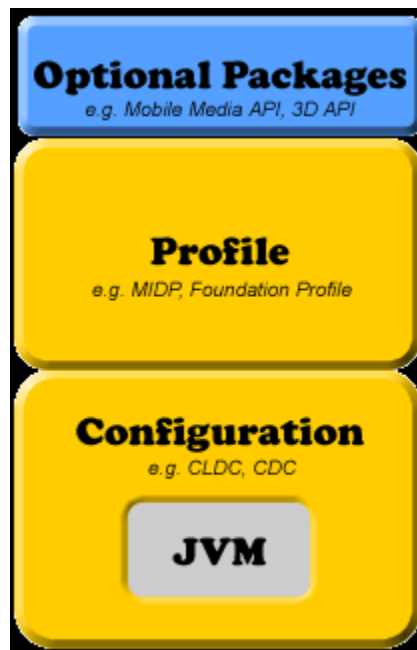 Optional Packages
e.g. Mobile Media API, 3D API
Profile
e.g. MIDP, Foundation Profile
Configuration
e.g. CLDC, CDC
JVM